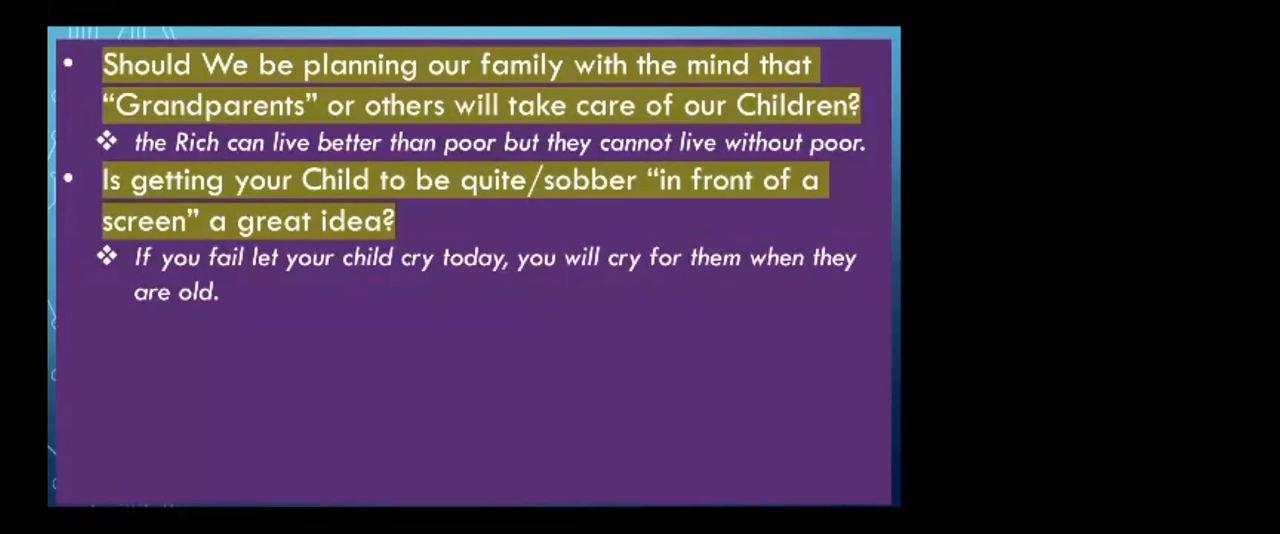 • Should We be planning our family with the mind that
“Grandparents” or others will take care of our Children?
❖ the Rich can live better than poor but they cannot live without poor.
• Is getting your Child to be quite/sobber “in front of a
screen” a great idea?
❖ If you fail let your child cry today, you will cry for them when they
are old.